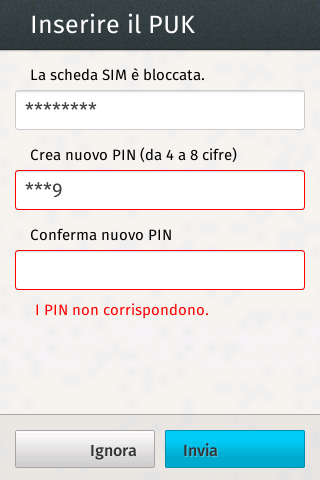 Inserire il PUK
La scheda SIM è bloccata.
********
Crea nuovo PIN (da 4 a 8 cifre)
***9
Conferma nuovo PIN
I PIN non corrispondono.
Ignora
Invia